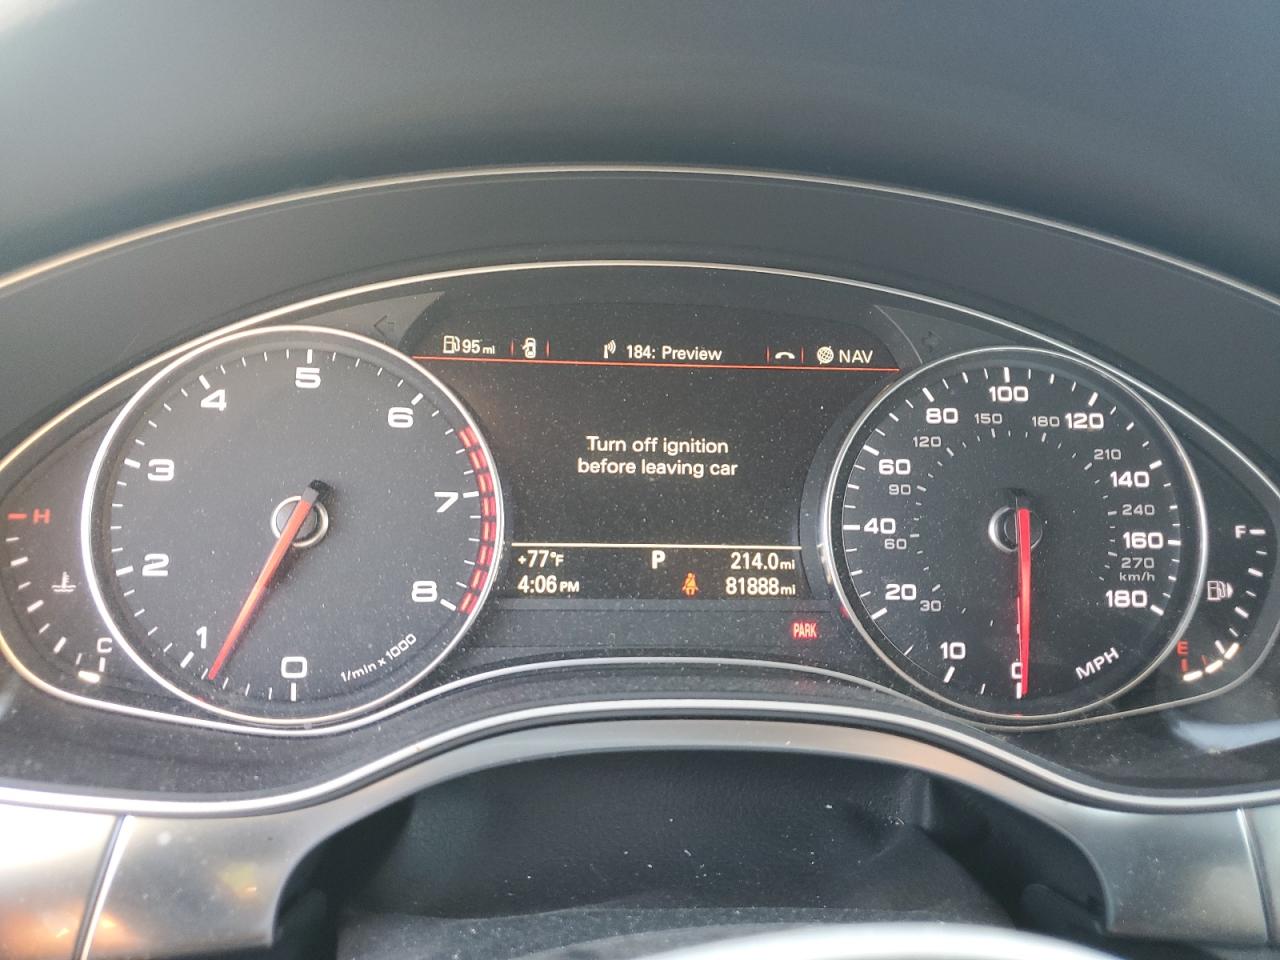 95 mi
184: Preview
NAV
Turn off ignition
before leaving car
+77°F
P
214.0 mi
4:06 PM
81888 mi
PARK
H
C
0
1
2
3
4
5
6
7
8
1/min x 1000
0
10
20
40
60
80
100
120
140
160
180
MPH
30
60
90
120
150
180
210
240
270
km/h
F
E